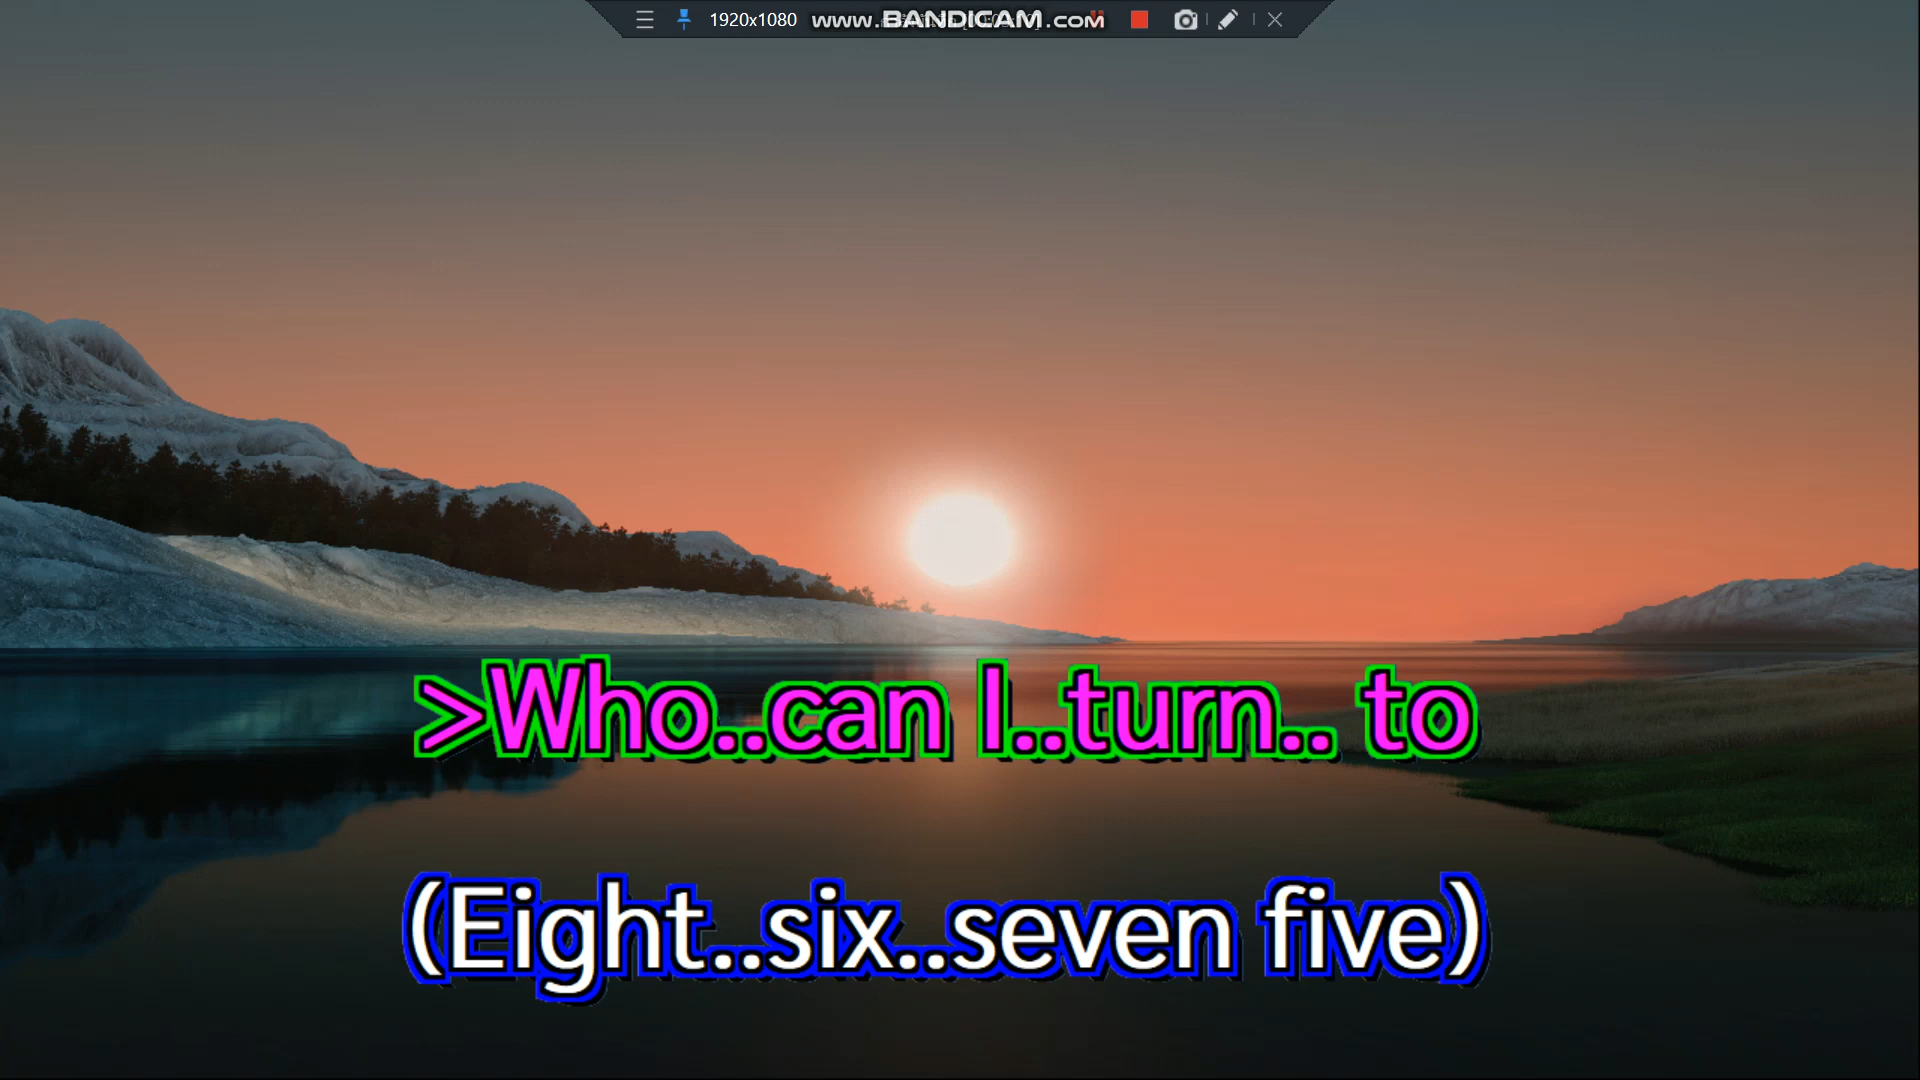 1920x1080 www.BANDICAM.com
>Who..can I..turn.. to
(Eight..six..seven five)